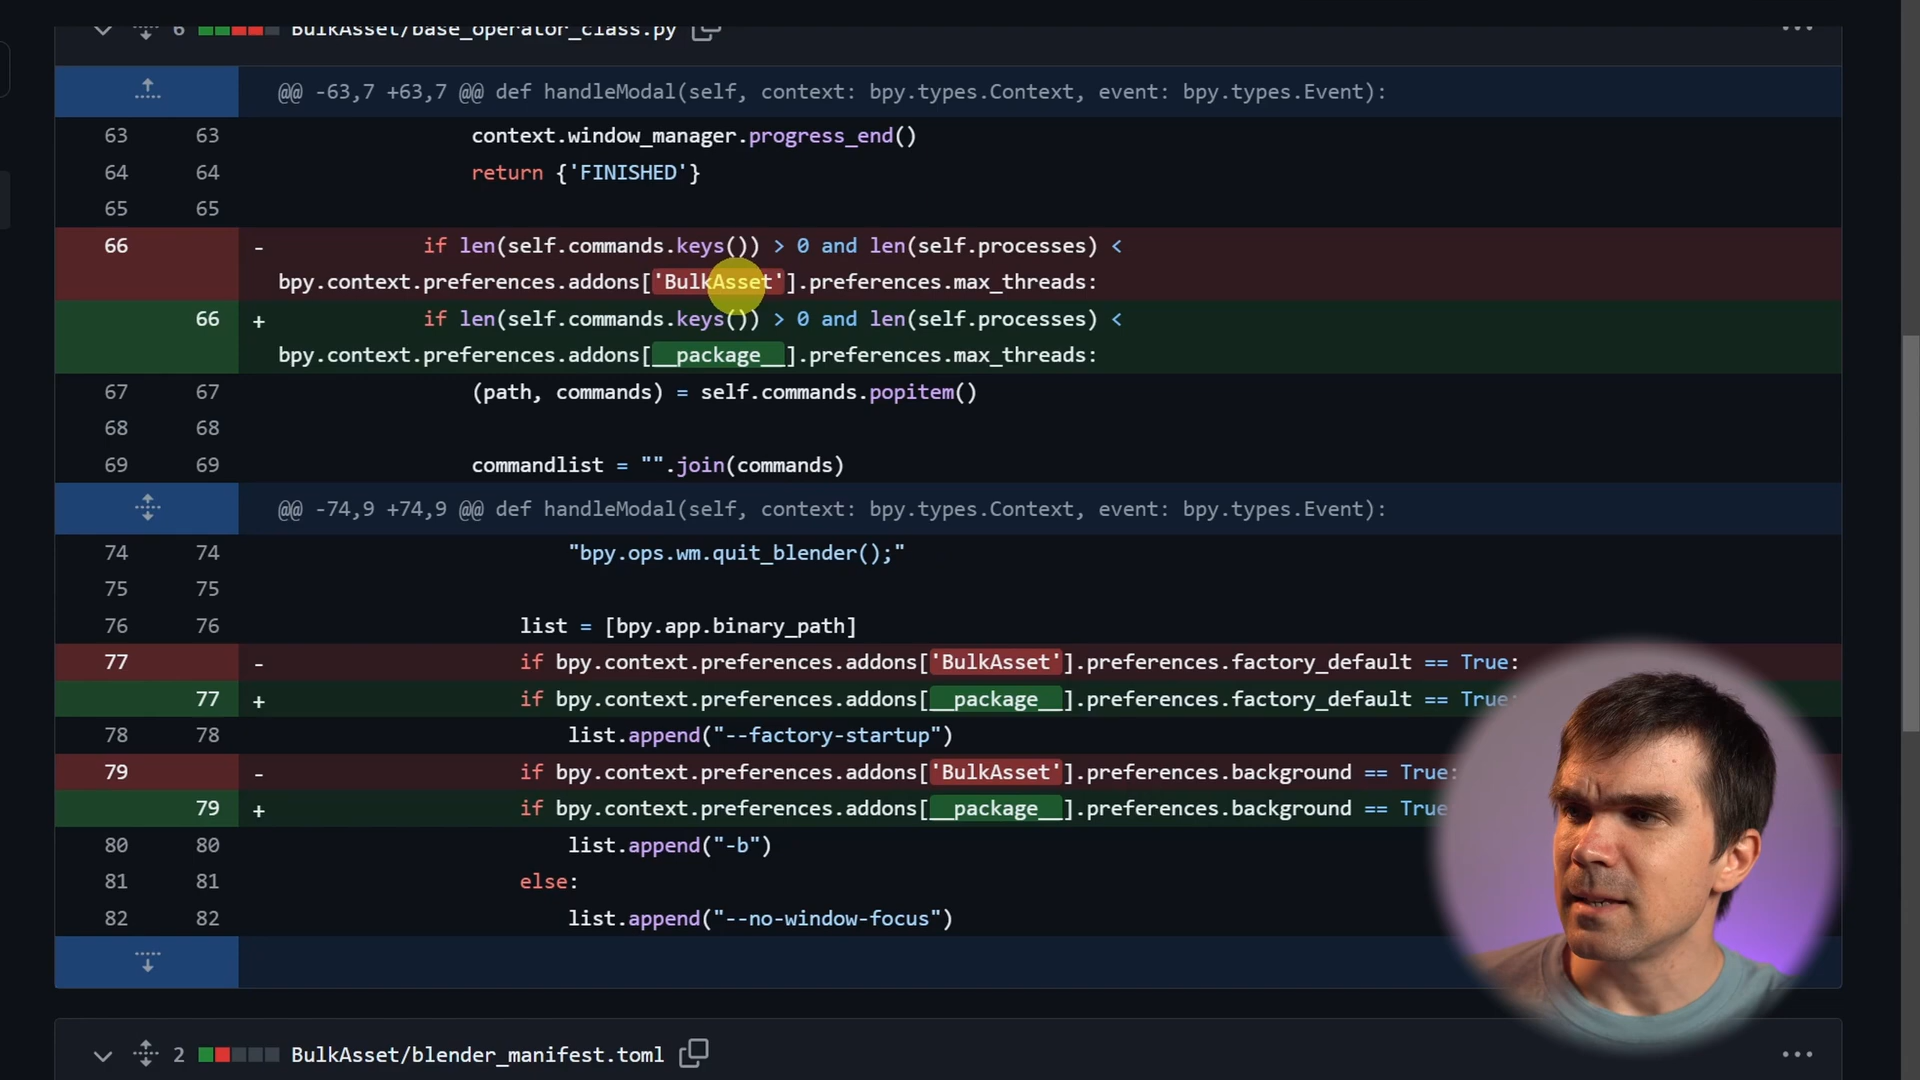 6 BulkAsset/base_operator_class.py
@@ -63,7 +63,7 @@ def handleModal(self, context: bpy.types.Context, event: bpy.types.Event):
63 63 context.window_manager.progress_end()
64 64 return {'FINISHED'}
65 65
66 - if len(self.commands.keys()) > 0 and len(self.processes) <
bpy.context.preferences.addons['BulkAsset'].preferences.max_threads:
66 + if len(self.commands.keys()) > 0 and len(self.processes) <
bpy.context.preferences.addons[__package__].preferences.max_threads:
67 67 (path, commands) = self.commands.popitem()
68 68
69 69 commandlist = "".join(commands)
@@ -74,9 +74,9 @@ def handleModal(self, context: bpy.types.Context, event: bpy.types.Event):
74 74 "bpy.ops.wm.quit_blender();"
75 75
76 76 list = [bpy.app.binary_path]
77 - if bpy.context.preferences.addons['BulkAsset'].preferences.factory_default == True:
77 + if bpy.context.preferences.addons[__package__].preferences.factory_default == True:
78 78 list.append("--factory-startup")
79 - if bpy.context.preferences.addons['BulkAsset'].preferences.background == True:
79 + if bpy.context.preferences.addons[__package__].preferences.background == True
80 80 list.append("-b")
81 81 else:
82 82 list.append("--no-window-focus")
2 BulkAsset/blender_manifest.toml